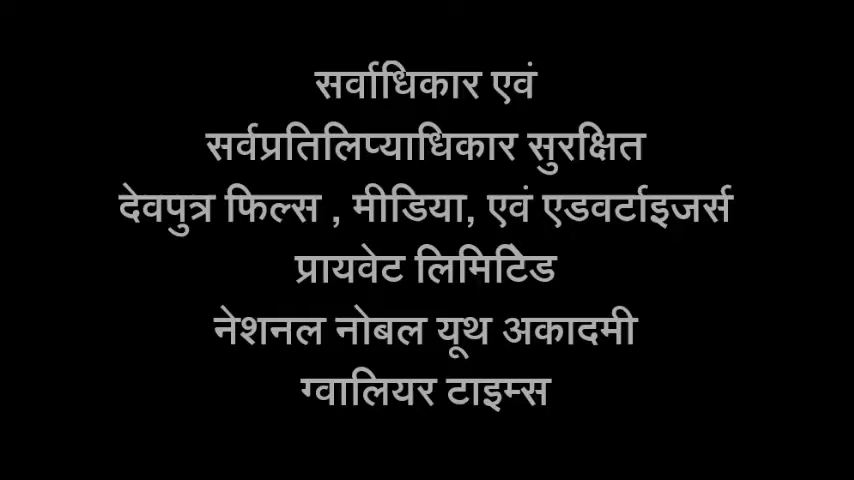 सर्वाधिकार एवं
सर्वप्रतिलिप्याधिकार सुरक्षित
देवपुत्र फिल्स , मीडिया, एवं एडवर्टाइजर्स
प्रायवेट लिमिटिेड
नेशनल नोबल यूथ अकादमी
ग्वालियर टाइम्स